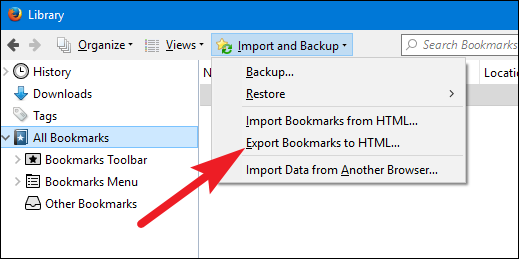 Library
Organize Views Import and Backup Search Bookmarks
History
Downloads
Tags
All Bookmarks
Bookmarks Toolbar
Bookmarks Menu
Other Bookmarks
N
Locatio
Backup...
Restore
Import Bookmarks from HTML...
Export Bookmarks to HTML...
Import Data from Another Browser...